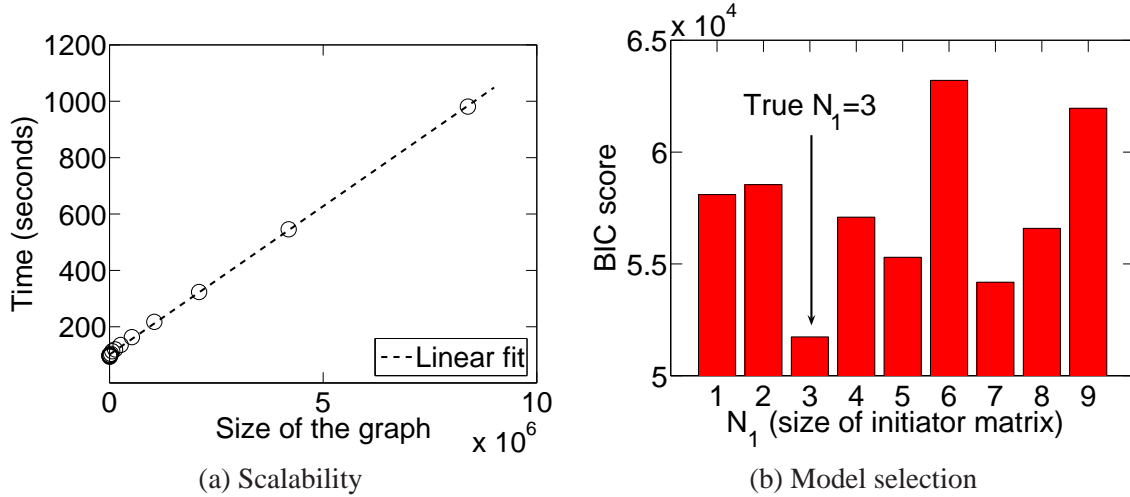 1200
1000
800
600
400
200
0
5
10
x 10^6
Time (seconds)
Size of the graph
Linear fit
(a) Scalability
x 10^4
6.5
6
5.5
5
BIC score
True N_1=3
1 2 3 4 5 6 7 8 9
N_1 (size of initiator matrix)
(b) Model selection